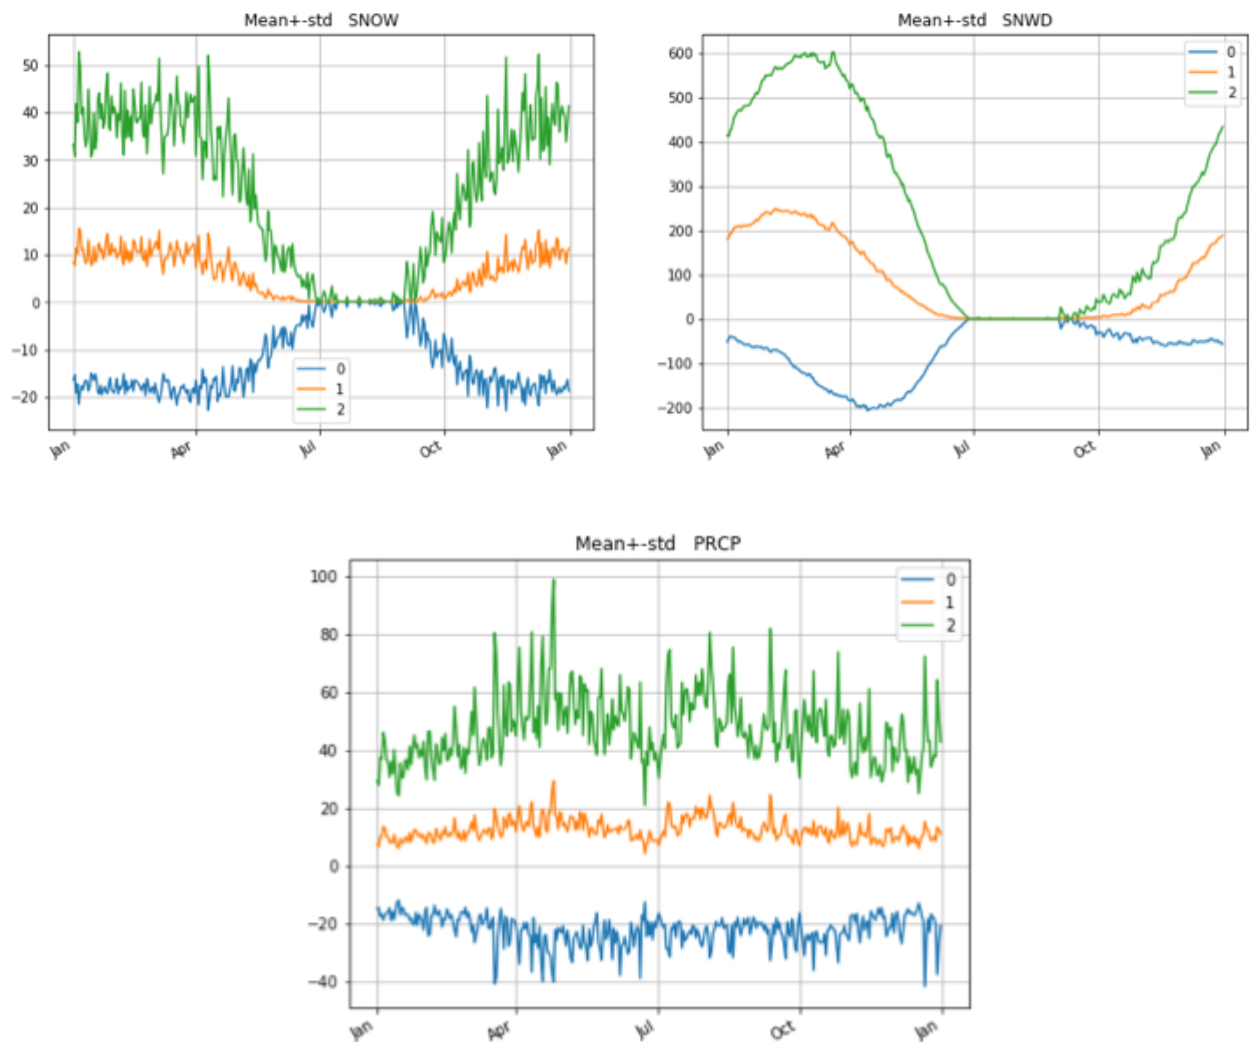 Mean+-std SNOW
50
40
30
20
10
0
−10
−20
Jan
Apr
Jul
Oct
Jan
0
1
2
Mean+-std SNWD
600
500
400
300
200
100
0
−100
−200
Jan
Apr
Jul
Oct
Jan
0
1
2
Mean+-std PRCP
100
80
60
40
20
0
−20
−40
Jan
Apr
Jul
Oct
Jan
0
1
2